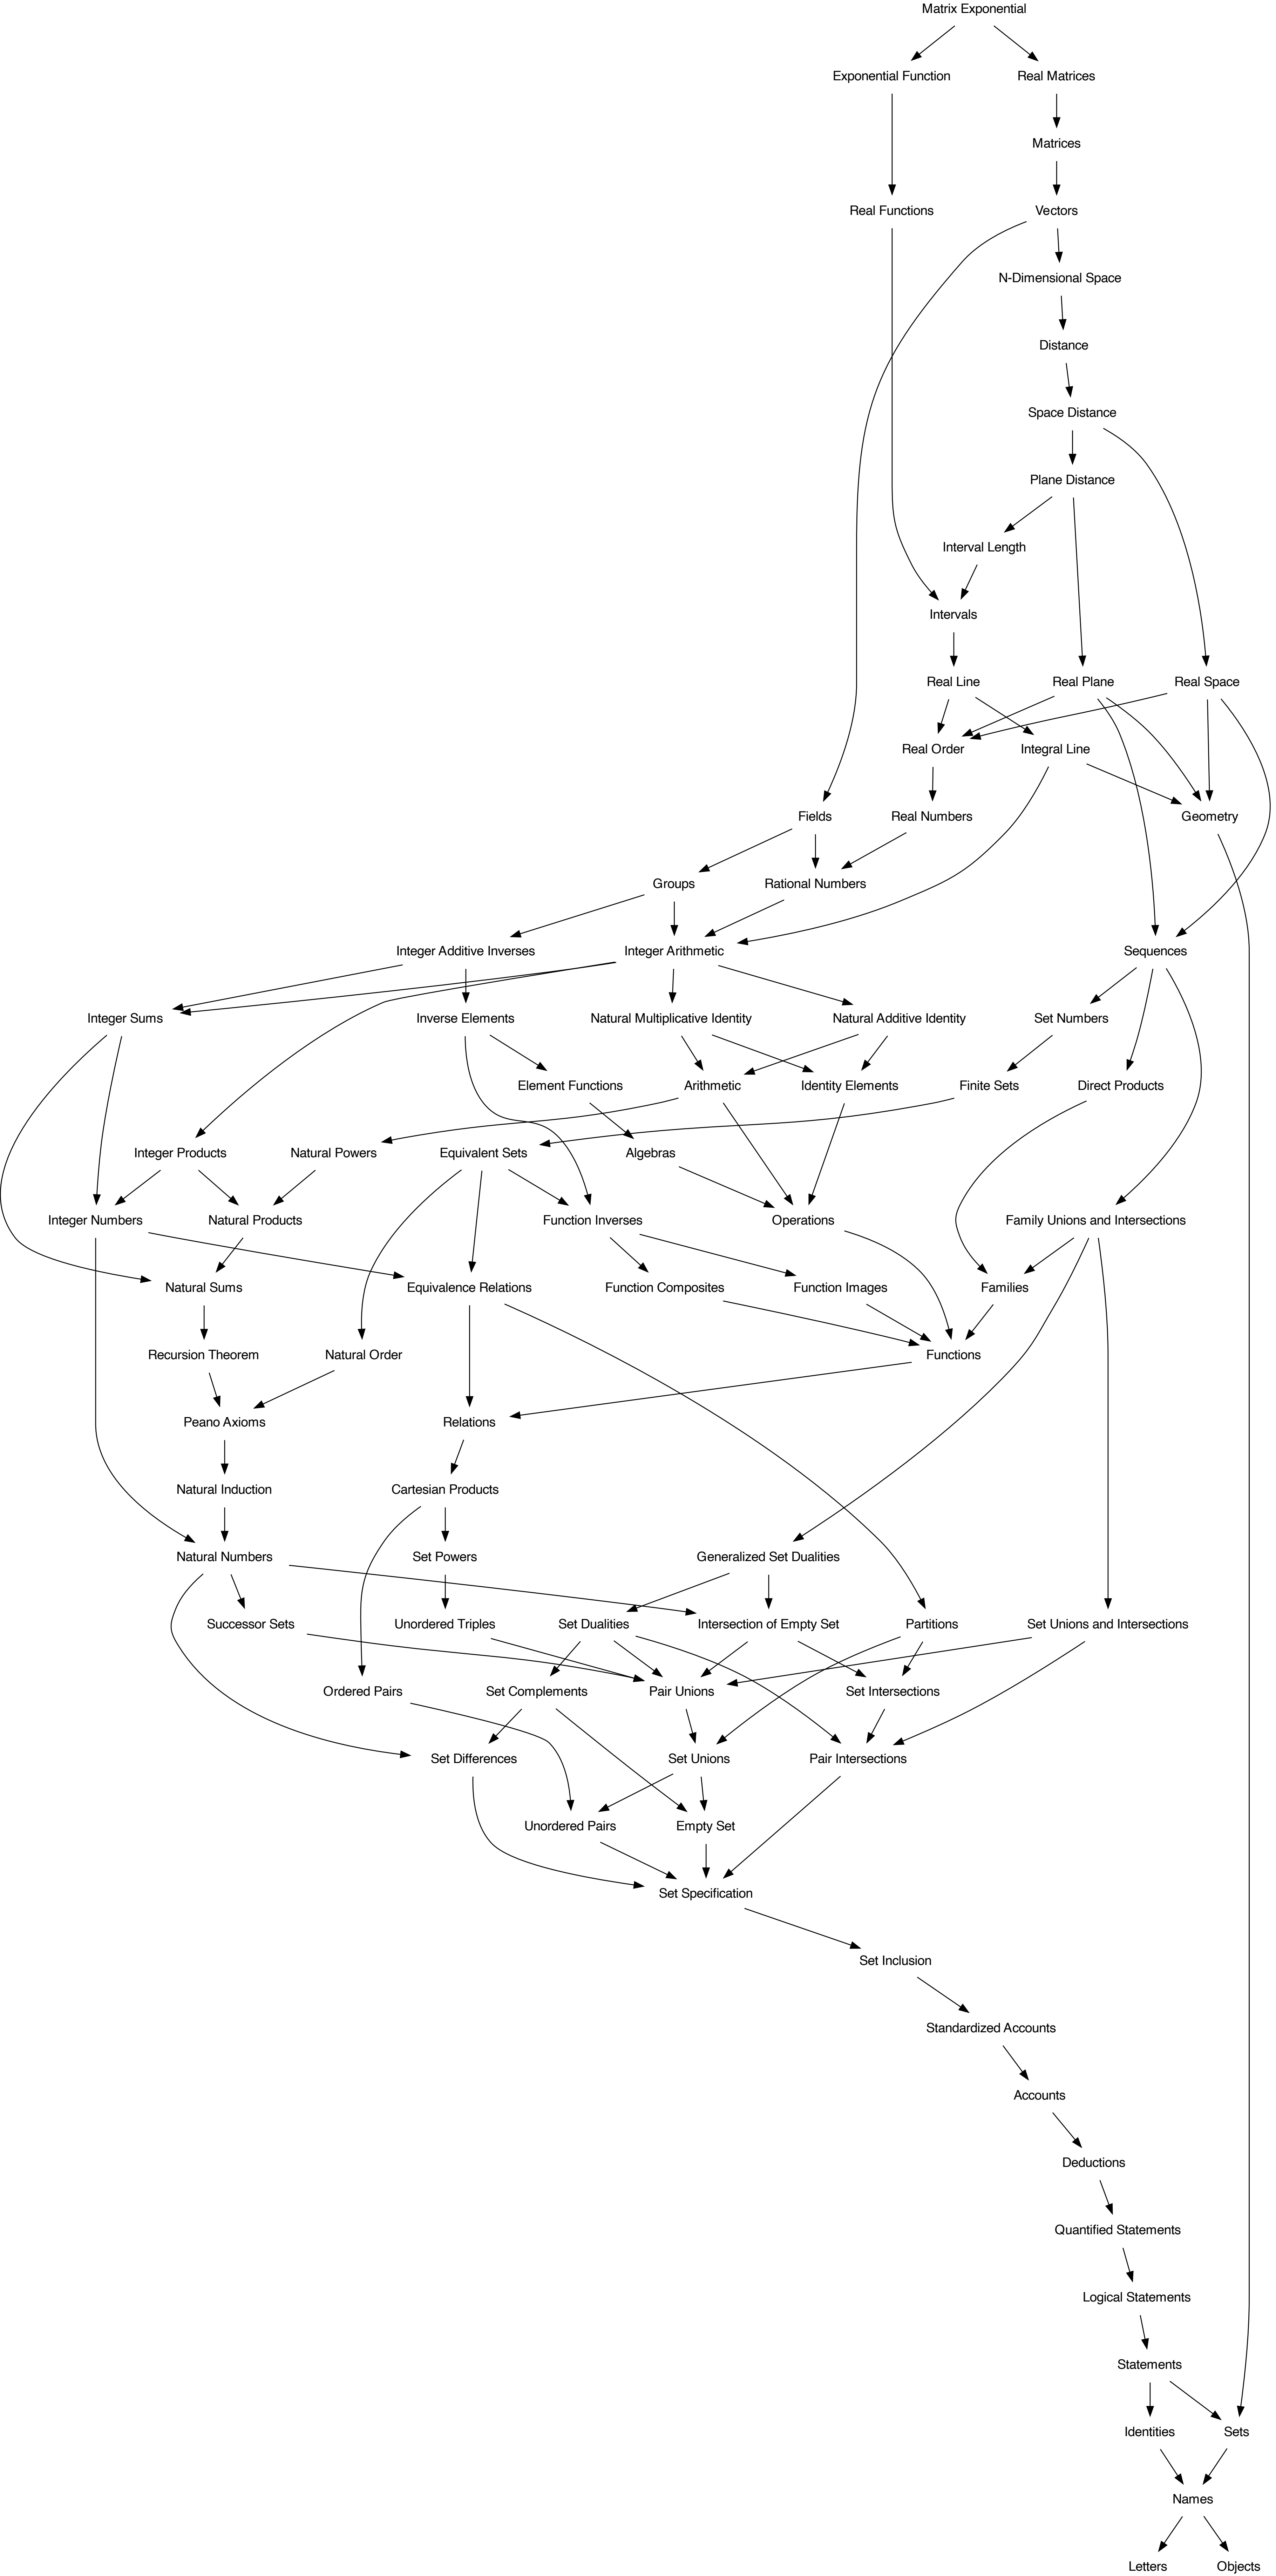 Matrix Exponential
Exponential Function
Real Matrices
Matrices
Real Functions
Vectors
N-Dimensional Space
Distance
Space Distance
Plane Distance
Interval Length
Intervals
Real Line
Real Plane
Real Space
Real Order
Integral Line
Fields
Real Numbers
Geometry
Groups
Rational Numbers
Integer Additive Inverses
Integer Arithmetic
Sequences
Integer Sums
Inverse Elements
Natural Multiplicative Identity
Natural Additive Identity
Set Numbers
Element Functions
Arithmetic
Identity Elements
Finite Sets
Direct Products
Integer Products
Natural Powers
Equivalent Sets
Algebras
Integer Numbers
Natural Products
Function Inverses
Operations
Family Unions and Intersections
Natural Sums
Equivalence Relations
Function Composites
Function Images
Families
Recursion Theorem
Natural Order
Functions
Peano Axioms
Relations
Natural Induction
Cartesian Products
Natural Numbers
Set Powers
Generalized Set Dualities
Successor Sets
Unordered Triples
Set Dualities
Intersection of Empty Set
Partitions
Set Unions and Intersections
Ordered Pairs
Set Complements
Pair Unions
Set Intersections
Set Differences
Set Unions
Pair Intersections
Unordered Pairs
Empty Set
Set Specification
Set Inclusion
Standardized Accounts
Accounts
Deductions
Quantified Statements
Logical Statements
Statements
Identities
Sets
Names
Letters
Objects